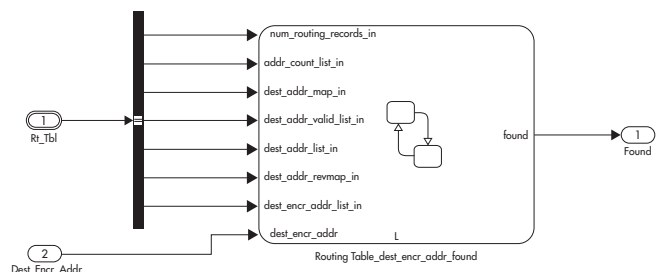 num_routing_records_in
addr_count_list_in
dest_addr_map_in
1
dest_addr_valid_list_in
Rt_Tbl
dest_addr_list_in
found
1
Found
dest_addr_revmap_in
dest_encr_addr_list_in
dest_encr_addr
L
2
Dest_Encr_Addr
Routing Table_dest_encr_addr_found